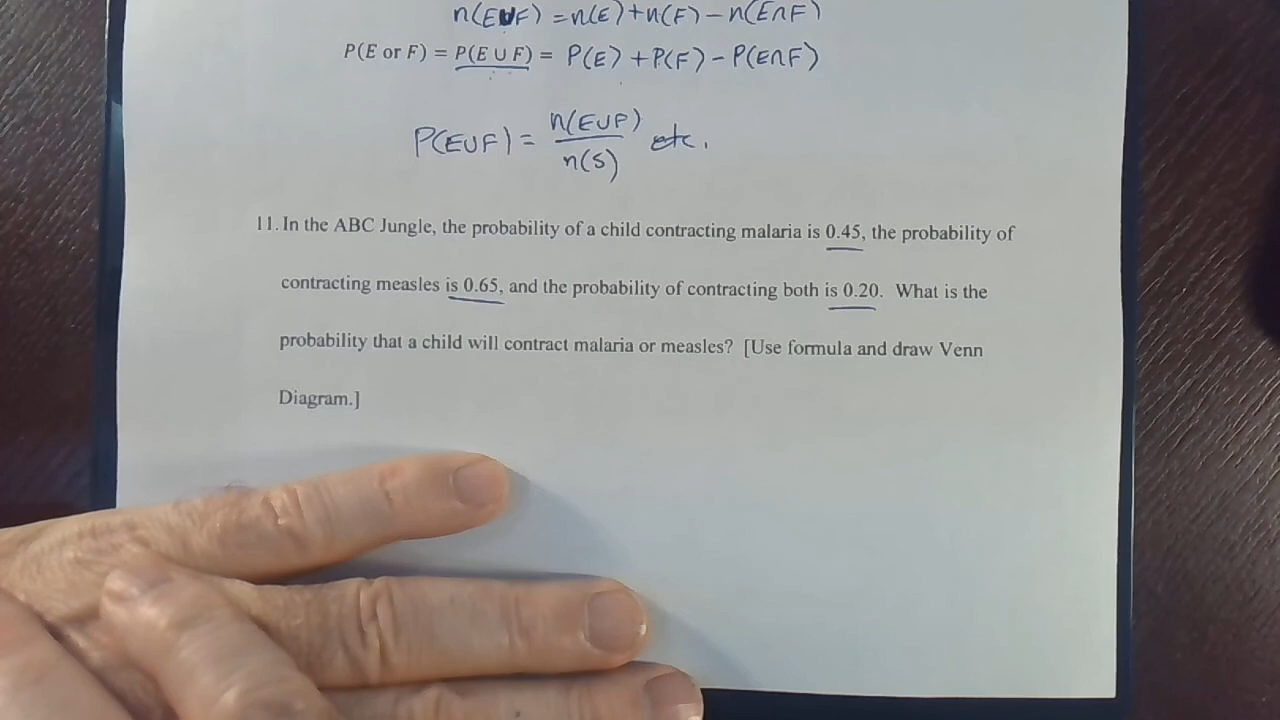 n(E∪F) = n(E) + n(F) - n(E∩F)
P(E or F) = P(E ∪ F) = P(E) + P(F) - P(E∩F)
P(E∪F) = n(E∪F) / n(S) etc.
11. In the ABC Jungle, the probability of a child contracting malaria is 0.45, the probability of
contracting measles is 0.65, and the probability of contracting both is 0.20. What is the
probability that a child will contract malaria or measles? [Use formula and draw Venn
Diagram.]